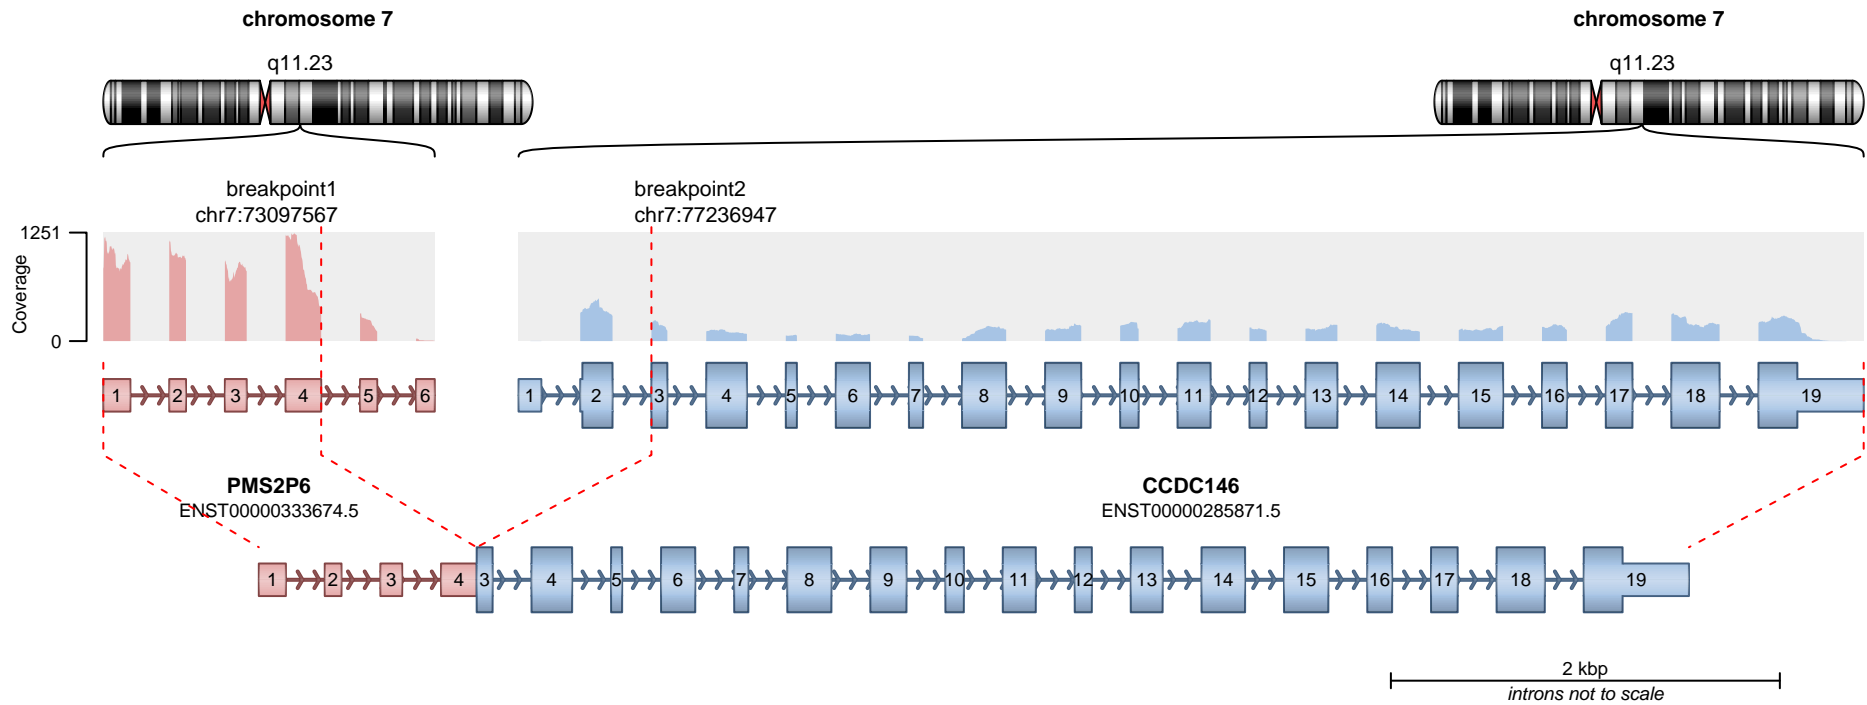 chromosome 7
chromosome 7
q11.23
q11.23
breakpoint1
chr7:73097567
breakpoint2
chr7:77236947
1251
Coverage
0
1 2 3 4 5 6
1 2 3 4 5 6 7 8 9 10 11 12 13 14 15 16 17 18 19
PMS2P6
ENST00000333674.5
CCDC146
ENST00000285871.5
1 2 3 4 3 4 5 6 7 8 9 10 11 12 13 14 15 16 17 18 19
2 kbp
introns not to scale